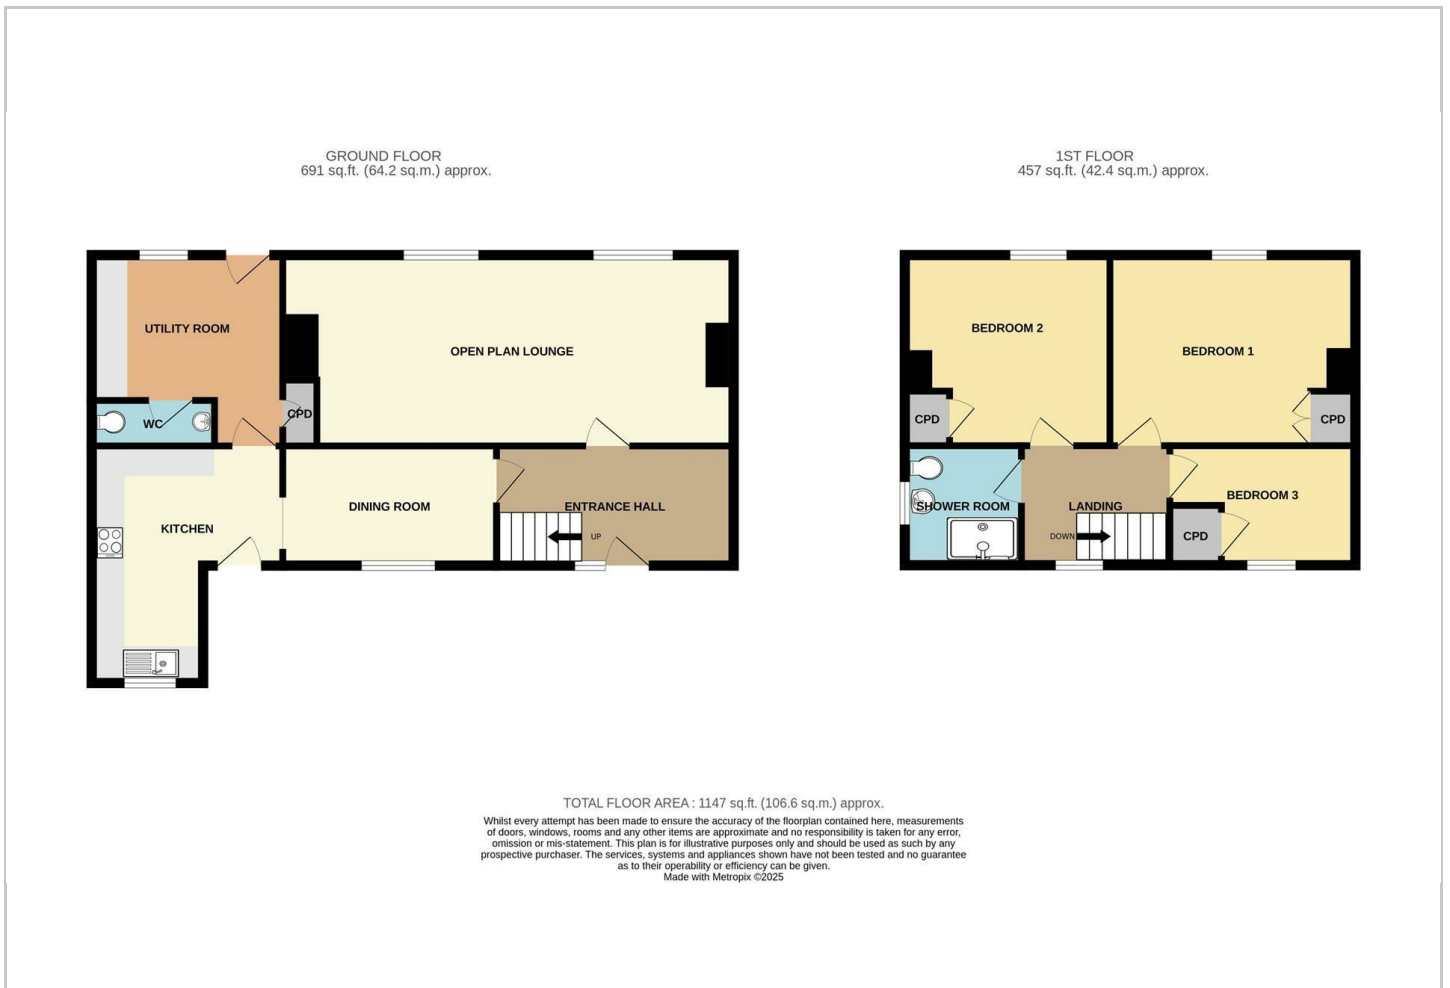 GROUND FLOOR
691 sq.ft. (64.2 sq.m.) approx.
1ST FLOOR
457 sq.ft. (42.4 sq.m.) approx.
UTILITY ROOM
OPEN PLAN LOUNGE
CPD
WC
KITCHEN
DINING ROOM
ENTRANCE HALL
UP
BEDROOM 2
BEDROOM 1
CPD
CPD
SHOWER ROOM
LANDING
BEDROOM 3
DOWN
CPD
TOTAL FLOOR AREA : 1147 sq.ft. (106.6 sq.m.) approx.
Whilst every attempt has been made to ensure the accuracy of the floorplan contained here, measurements
of doors, windows, rooms and any other items are approximate and no responsibility is taken for any error,
omission or mis-statement. This plan is for illustrative purposes only and should be used as such by any
prospective purchaser. The services, systems and appliances shown have not been tested and no guarantee
as to their operability or efficiency can be given.
Made with Metropix ©2025